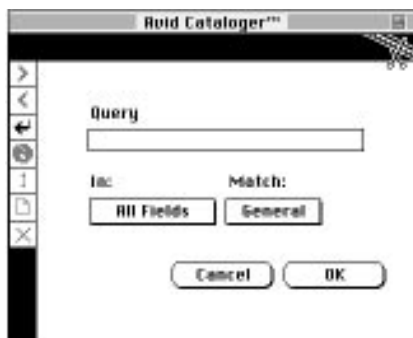 Avid Cataloger™
Query
In: Match:
All Fields General
Cancel OK